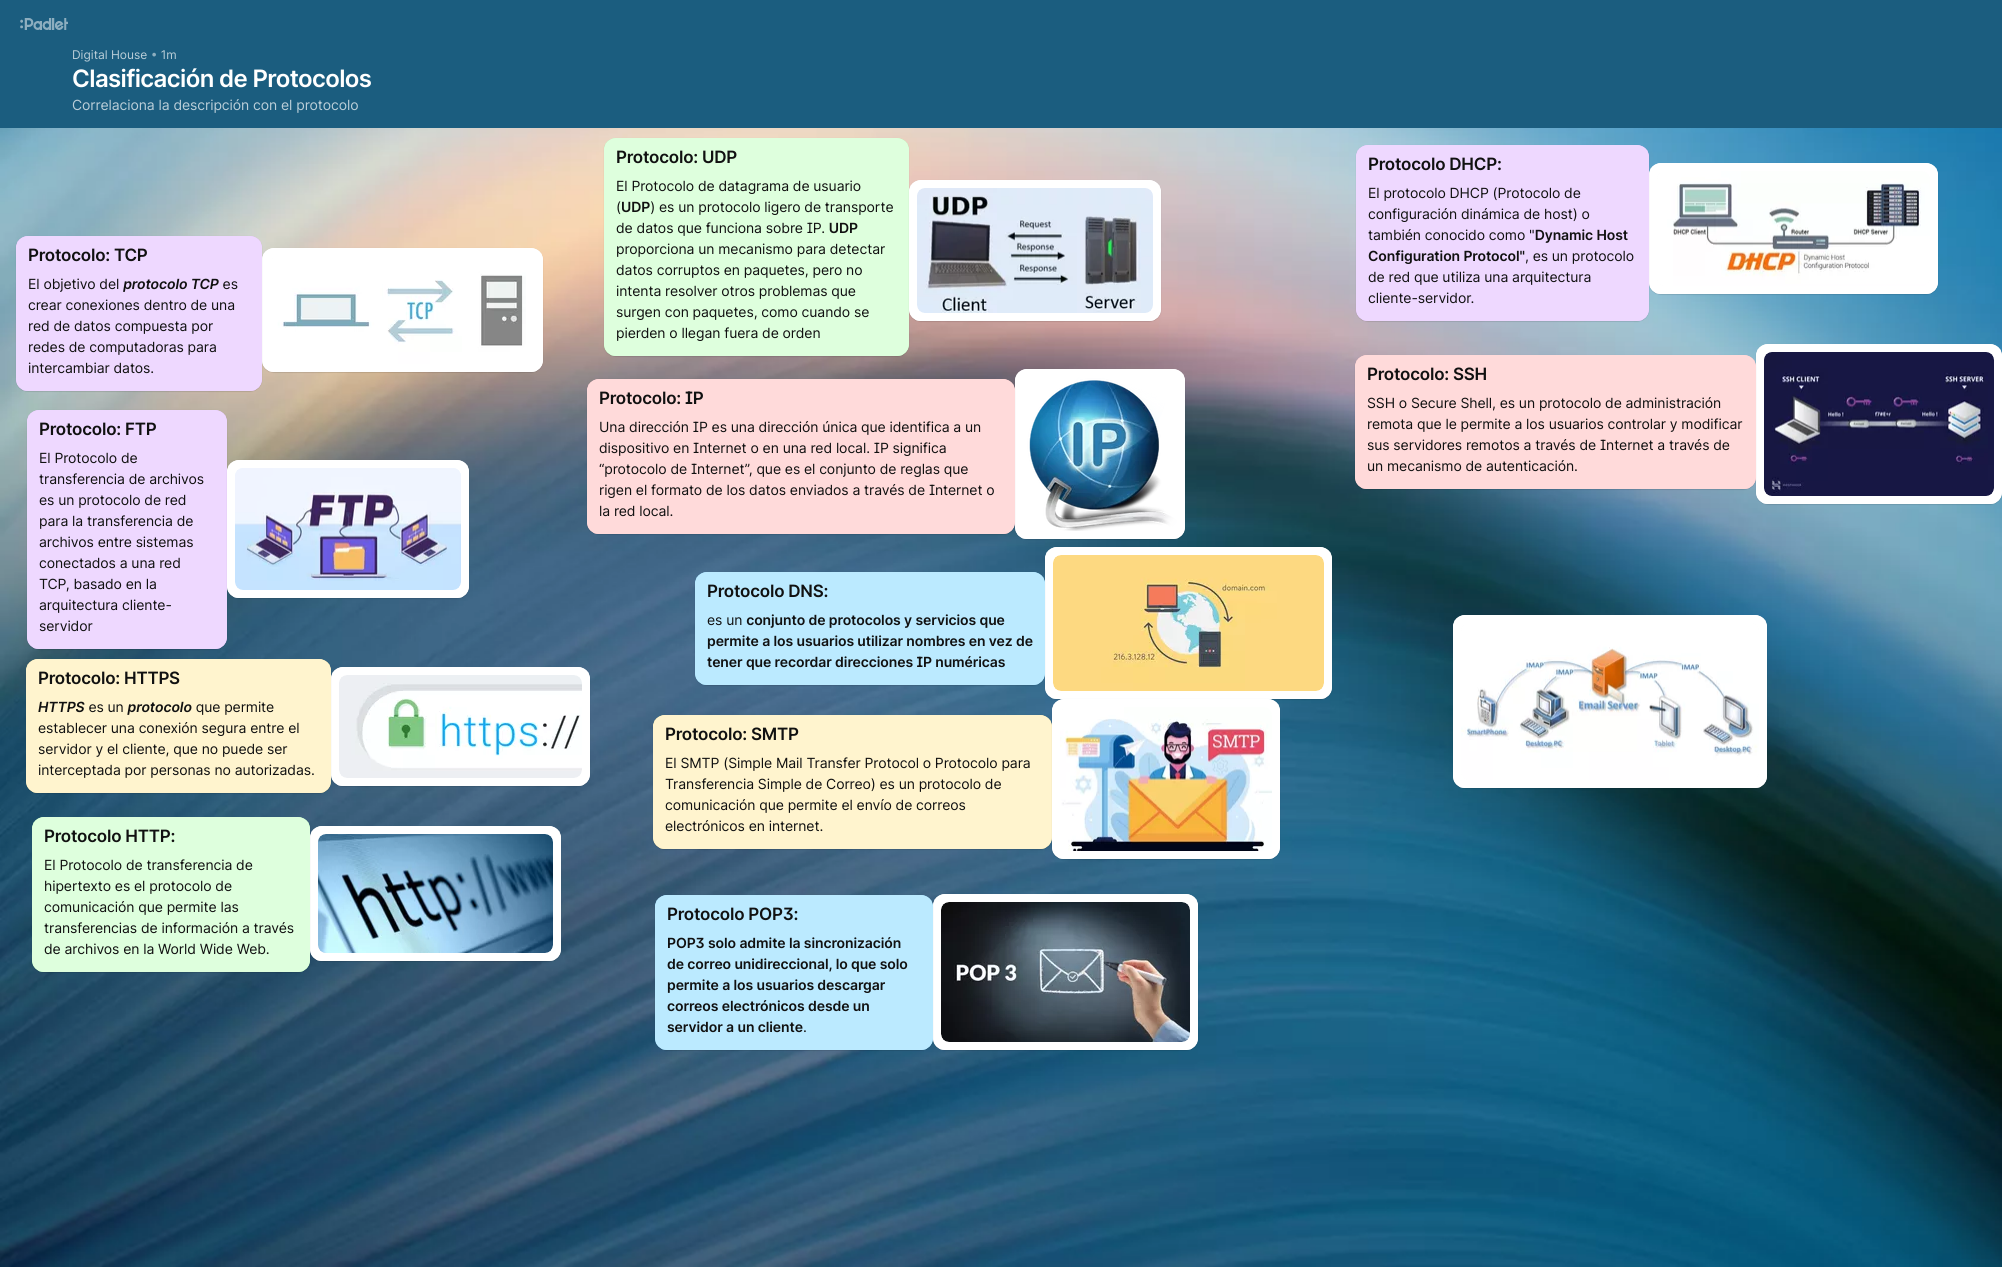 :Padlet
Digital House • 1m
Clasificación de Protocolos
Correlaciona la descripción con el protocolo
Protocolo: TCP
El objetivo del protocolo TCP es
crear conexiones dentro de una
red de datos compuesta por
redes de computadoras para
intercambiar datos.
TCP
Protocolo: FTP
El Protocolo de
transferencia de archivos
es un protocolo de red
para la transferencia de
archivos entre sistemas
conectados a una red
TCP, basado en la
arquitectura cliente-
servidor
FTP
Protocolo: HTTPS
HTTPS es un protocolo que permite
establecer una conexión segura entre el
servidor y el cliente, que no puede ser
interceptada por personas no autorizadas.
https://
Protocolo HTTP:
El Protocolo de transferencia de
hipertexto es el protocolo de
comunicación que permite las
transferencias de información a través
de archivos en la World Wide Web.
http://www
Protocolo: UDP
El Protocolo de datagrama de usuario
(UDP) es un protocolo ligero de transporte
de datos que funciona sobre IP. UDP
proporciona un mecanismo para detectar
datos corruptos en paquetes, pero no
intenta resolver otros problemas que
surgen con paquetes, como cuando se
pierden o llegan fuera de orden
UDP
Request
Response
Response
Client
Server
Protocolo: IP
Una dirección IP es una dirección única que identifica a un
dispositivo en Internet o en una red local. IP significa
“protocolo de Internet”, que es el conjunto de reglas que
rigen el formato de los datos enviados a través de Internet o
la red local.
IP
Protocolo DNS:
es un conjunto de protocolos y servicios que
permite a los usuarios utilizar nombres en vez de
tener que recordar direcciones IP numéricas
domain.com
216.3.128.12
Protocolo: SMTP
El SMTP (Simple Mail Transfer Protocol o Protocolo para
Transferencia Simple de Correo) es un protocolo de
comunicación que permite el envío de correos
electrónicos en internet.
SMTP
Protocolo POP3:
POP3 solo admite la sincronización
de correo unidireccional, lo que solo
permite a los usuarios descargar
correos electrónicos desde un
servidor a un cliente.
POP 3
Protocolo DHCP:
El protocolo DHCP (Protocolo de
configuración dinámica de host) o
también conocido como "Dynamic Host
Configuration Protocol", es un protocolo
de red que utiliza una arquitectura
cliente-servidor.
DHCP Client
Router
DHCP Server
DHCP
Dynamic Host
Configuration Protocol
Protocolo: SSH
SSH o Secure Shell, es un protocolo de administración
remota que le permite a los usuarios controlar y modificar
sus servidores remotos a través de Internet a través de
un mecanismo de autenticación.
SSH CLIENT
SSH SERVER
Hello !
Hello !
IMAP
IMAP
IMAP
IMAP
Email Server
SmartPhone
Desktop PC
Tablet
Desktop PC